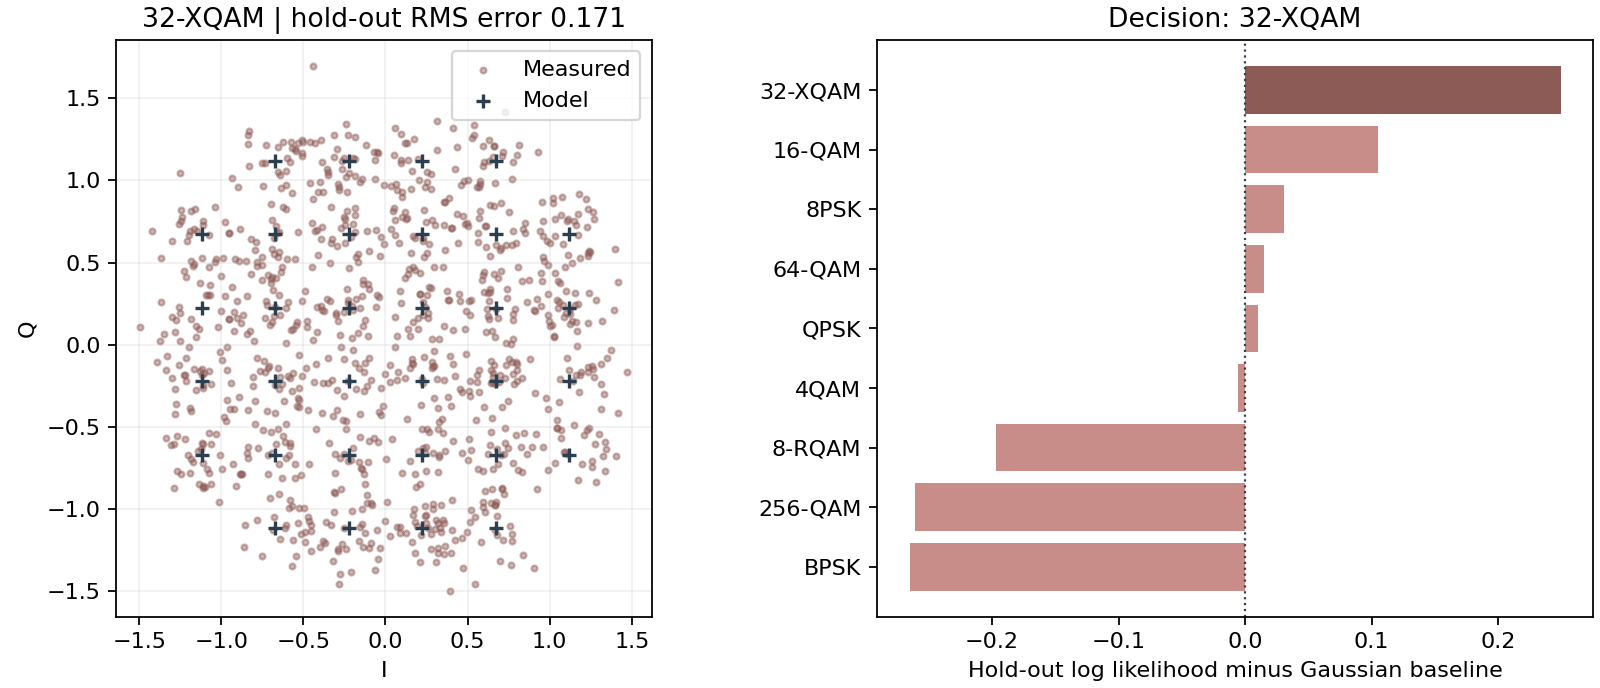 32-XQAM | hold-out RMS error 0.171
Measured
Model
1.5
1.0
0.5
0.0
−0.5
−1.0
−1.5
Q
−1.5
−1.0
−0.5
0.0
0.5
1.0
1.5
I
Decision: 32-XQAM
32-XQAM
16-QAM
8PSK
64-QAM
QPSK
4QAM
8-RQAM
256-QAM
BPSK
−0.2
−0.1
0.0
0.1
0.2
Hold-out log likelihood minus Gaussian baseline